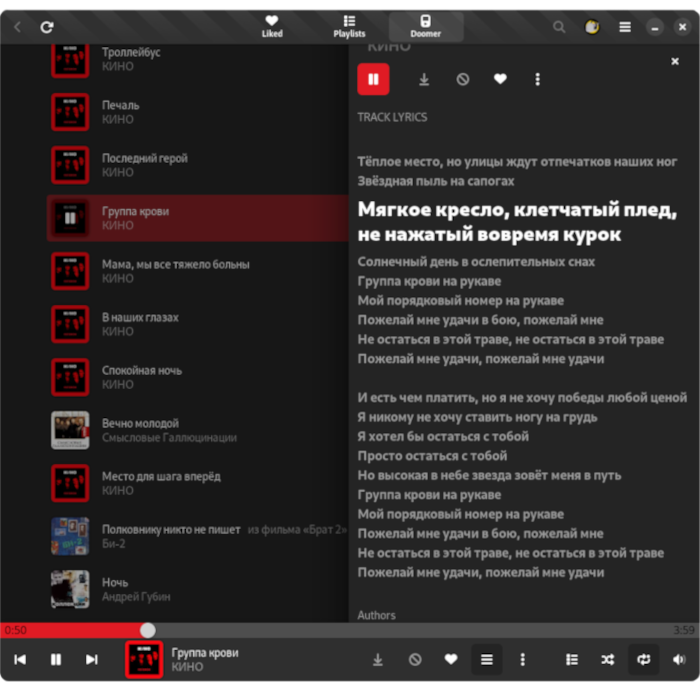 Liked
Playlists
Doomer
Троллейбус
КИНО
Печаль
КИНО
Последний герой
КИНО
Группа крови
КИНО
Мама, мы все тяжело больны
КИНО
В наших глазах
КИНО
Спокойная ночь
КИНО
Вечно молодой
Смысловые Галлюцинации
Место для шага вперёд
КИНО
Полковнику никто не пишет из фильма «Брат 2»
Би-2
Ночь
Андрей Губин
КИНО
TRACK LYRICS
Тёплое место, но улицы ждут отпечатков наших ног
Звёздная пыль на сапогах
Мягкое кресло, клетчатый плед,
не нажатый вовремя курок
Солнечный день в ослепительных снах
Группа крови на рукаве
Мой порядковый номер на рукаве
Пожелай мне удачи в бою, пожелай мне
Не остаться в этой траве, не остаться в этой траве
Пожелай мне удачи, пожелай мне удачи
И есть чем платить, но я не хочу победы любой ценой
Я никому не хочу ставить ногу на грудь
Я хотел бы остаться с тобой
Просто остаться с тобой
Но высокая в небе звезда зовёт меня в путь
Группа крови на рукаве
Мой порядковый номер на рукаве
Пожелай мне удачи в бою, пожелай мне
Не остаться в этой траве, не остаться в этой траве
Пожелай мне удачи, пожелай мне удачи
Authors
0:50
3:59
Группа крови
КИНО